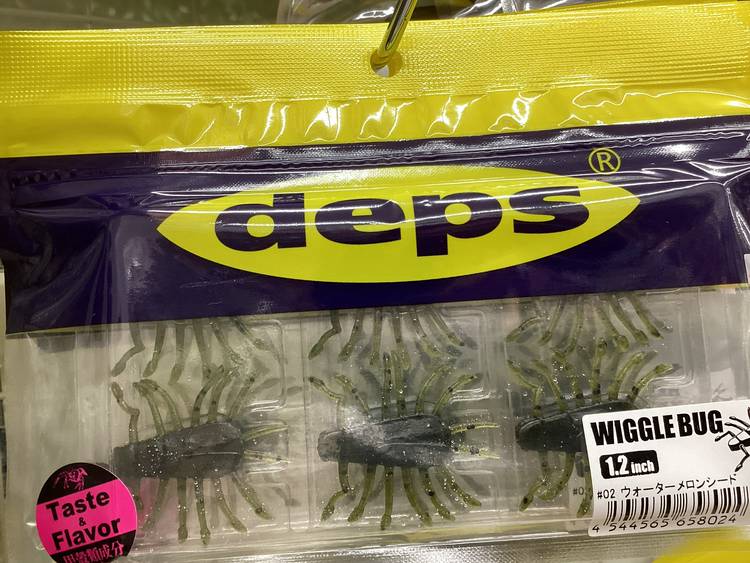 deps®
WIGGLE BUG
1.2 inch
#02 ウォーターメロンシード
4 544565 658024
Taste
&
Flavor